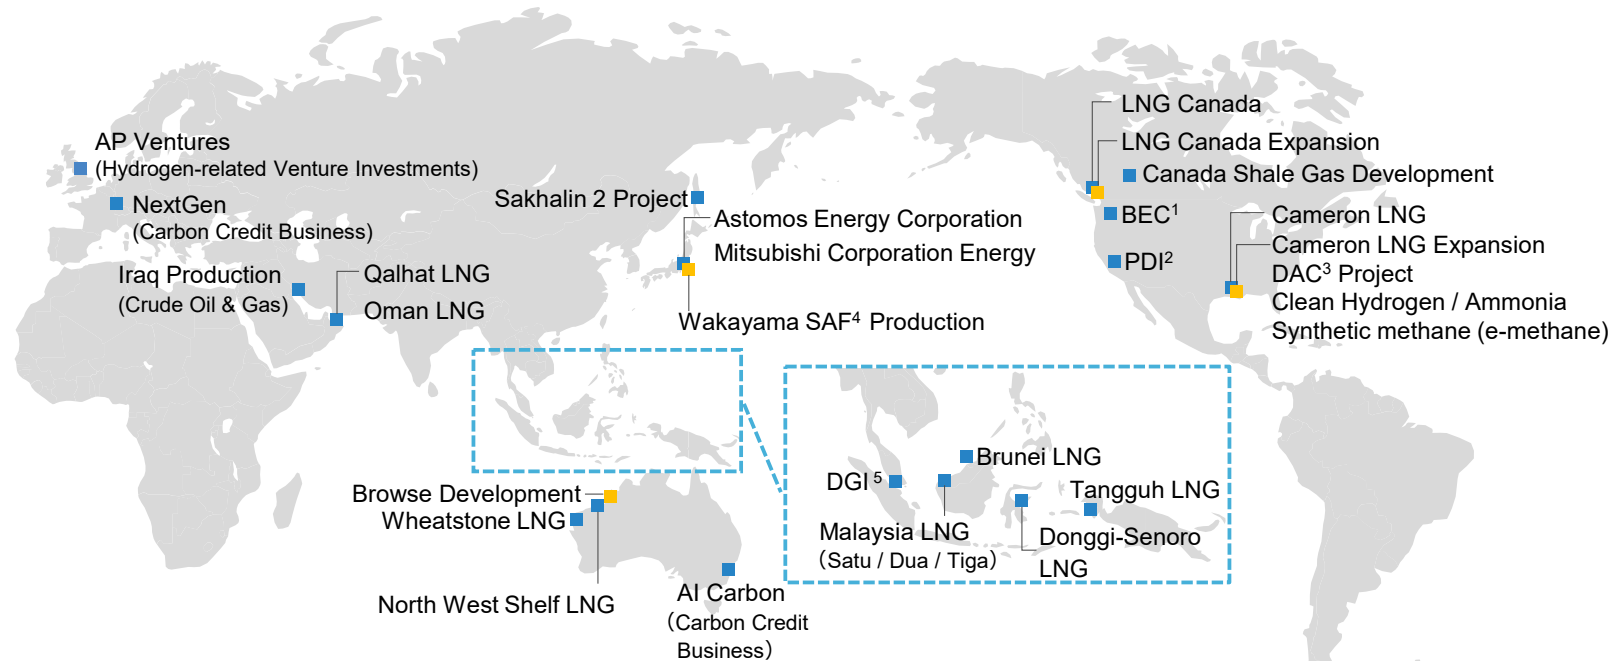 AP Ventures
(Hydrogen-related Venture Investments)
NextGen
(Carbon Credit Business)
Iraq Production
(Crude Oil & Gas)
Qalhat LNG
Oman LNG
Sakhalin 2 Project
Astomos Energy Corporation
Mitsubishi Corporation Energy
Wakayama SAF⁴ Production
LNG Canada
LNG Canada Expansion
Canada Shale Gas Development
BEC¹
PDI²
Cameron LNG
Cameron LNG Expansion
DAC³ Project
Clean Hydrogen / Ammonia
Synthetic methane (e-methane)
Browse Development
Wheatstone LNG
North West Shelf LNG
AI Carbon
(Carbon Credit
Business)
DGI ⁵
Brunei LNG
Malaysia LNG
(Satu / Dua / Tiga)
Tangguh LNG
Donggi-Senoro
LNG